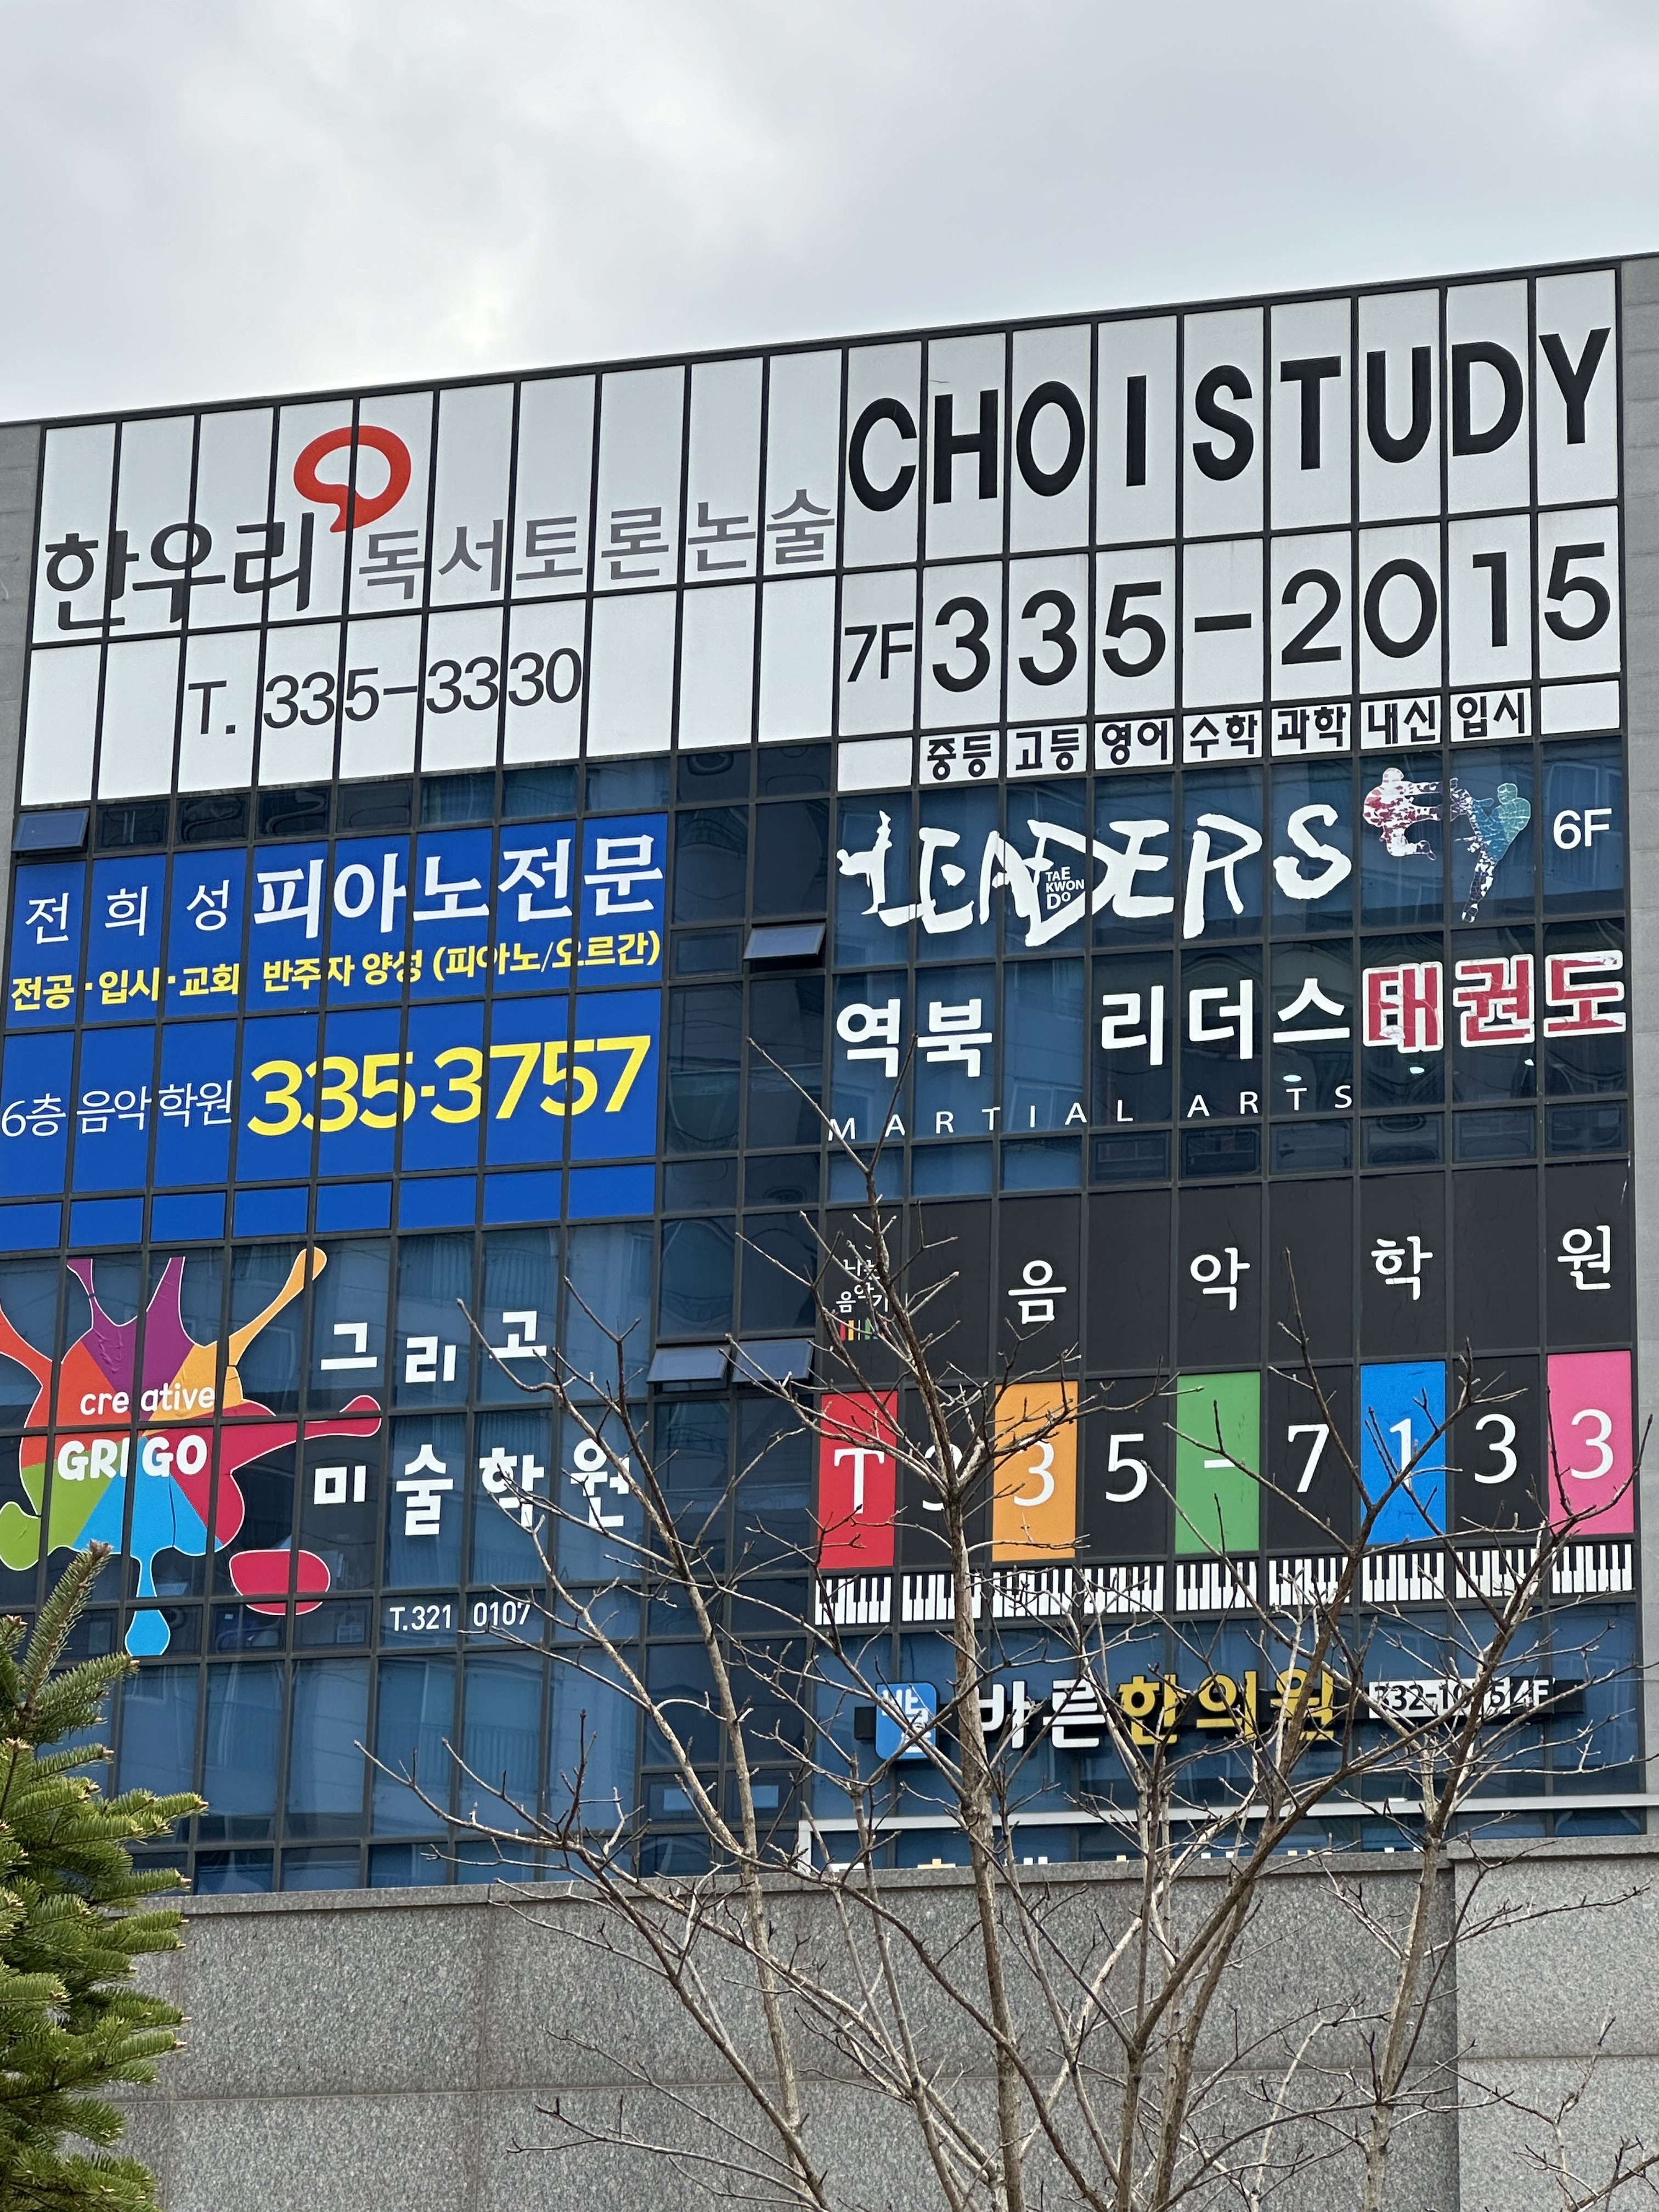 한우리 독서토론논술
T. 335-3330
CHOISTUDY
7F 335-2015
중등 고등 영어 수학 과학 내신 입시
전희성 피아노전문
전공·입시·교회 반주자 양성 (피아노/오르간)
6층 음악학원 335·3757
LEADERS
TAE
KWON
DO
6F
역북 리더스 태권도
MARTIAL ARTS
creative
GRIGO
그리고
미술학원
T.321 0107
음악학원
T 335-7133
바른한의원
4F